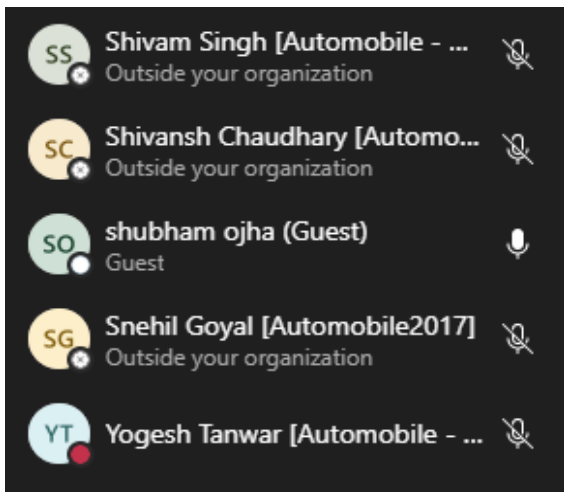 SS
Shivam Singh [Automobile - ...
Outside your organization
SC
Shivansh Chaudhary [Automo...
Outside your organization
SO
shubham ojha (Guest)
Guest
SG
Snehil Goyal [Automobile2017]
Outside your organization
YT
Yogesh Tanwar [Automobile - ...